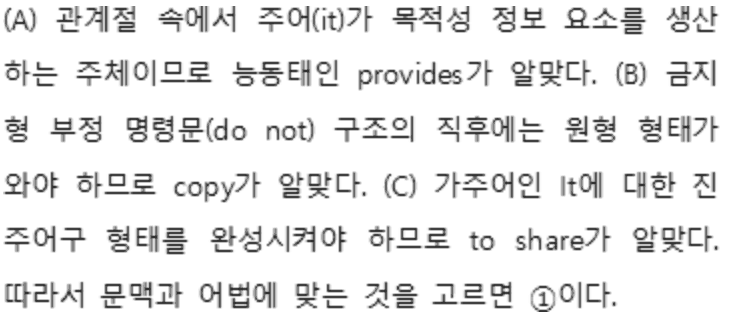 (A) 관계절 속에서 주어(it)가 목적성 정보 요소를 생산
하는 주체이므로 능동태인 provides가 알맞다. (B) 금지
형 부정 명령문(do not) 구조의 직후에는 원형 형태가
와야 하므로 copy가 알맞다. (C) 가주어인 It에 대한 진
주어구 형태를 완성시켜야 하므로 to share가 알맞다.
따라서 문맥과 어법에 맞는 것을 고르면 ①이다.